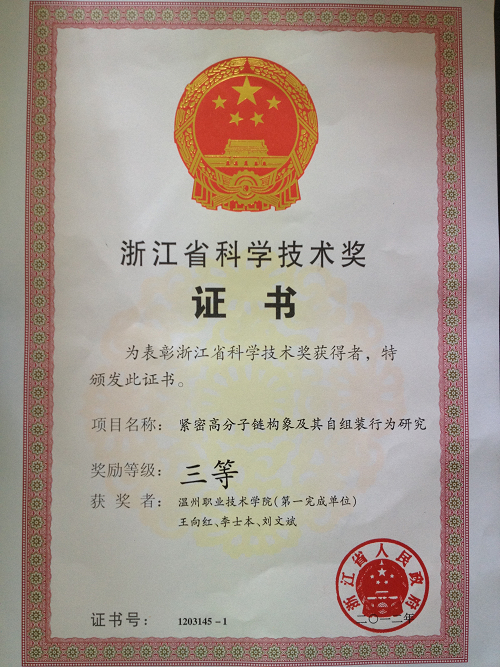 浙江省科学技术奖
证书
为表彰浙江省科学技术奖获得者，特
颁发此证书。
项目名称：紧密高分子链构象及其自组装行为研究
奖励等级：三等
获奖者：温州职业技术学院（第一完成单位）
王向红、李士本、刘文斌
浙江省人民政府
二〇一二年
证书号：1203145-1